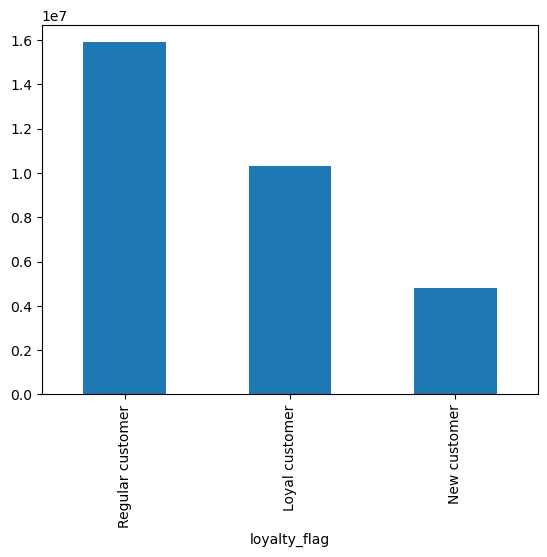 1e7
1.6
1.4
1.2
1.0
0.8
0.6
0.4
0.2
0.0
Regular customer
Loyal customer
New customer
loyalty_flag